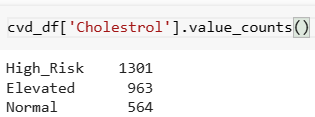 cvd_df['Cholestrol'].value_counts()
High_Risk    1301
Elevated      963
Normal        564